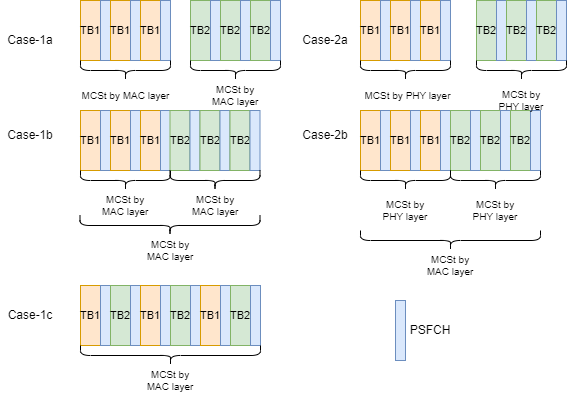 Case-1a
TB1 TB1 TB1 TB2 TB2 TB2
MCSt by MAC layer
MCSt by
MAC layer
Case-2a
TB1 TB1 TB1 TB2 TB2 TB2
MCSt by PHY layer
MCSt by
PHY layer
Case-1b
TB1 TB1 TB1 TB2 TB2 TB2
MCSt by
MAC layer
MCSt by
MAC layer
MCSt by
MAC layer
Case-2b
TB1 TB1 TB1 TB2 TB2 TB2
MCSt by
PHY layer
MCSt by
PHY layer
MCSt by
MAC layer
Case-1c
TB1 TB2 TB1 TB2 TB1 TB2
MCSt by
MAC layer
PSFCH